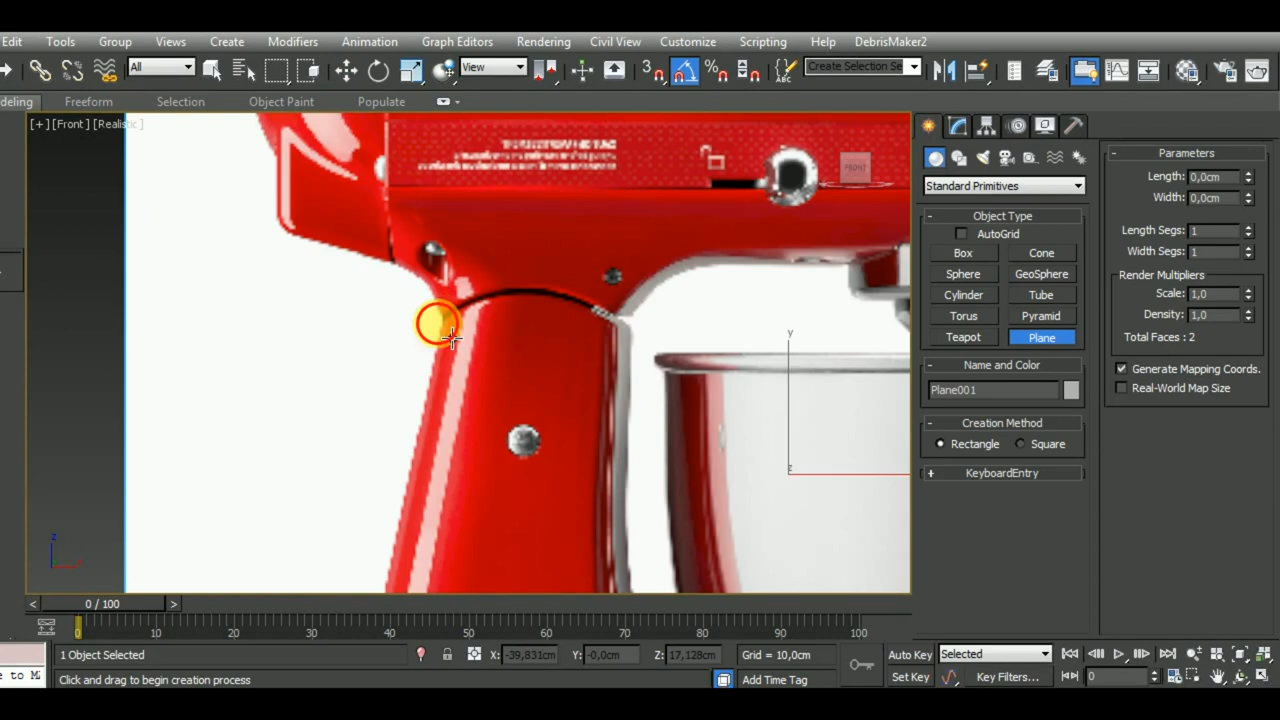 Edit Tools Group Views Create Modifiers Animation Graph Editors Rendering Civil View Customize Scripting Help DebrisMaker2
All View 3 % ABC Create Selection Se
deling Freeform Selection Object Paint Populate
[+] [Front] [Realistic]
FRONT
Standard Primitives
Object Type
AutoGrid
Box Cone
Sphere GeoSphere
Cylinder Tube
Torus Pyramid
Teapot Plane
Name and Color
Plane001
Creation Method
Rectangle Square
KeyboardEntry
Parameters
Length: 0,0cm
Width: 0,0cm
Length Segs: 1
Width Segs: 1
Render Multipliers
Scale: 1,0
Density: 1,0
Total Faces : 2
Generate Mapping Coords.
Real-World Map Size
y
z
z
< 0 / 100 >
0 10 20 30 40 50 60 70 80 90 100
1 Object Selected X: -39,831cm Y: -0,0cm Z: 17,128cm Grid = 10,0cm Auto Key Selected
e to M
Click and drag to begin creation process Add Time Tag Set Key Key Filters... 0